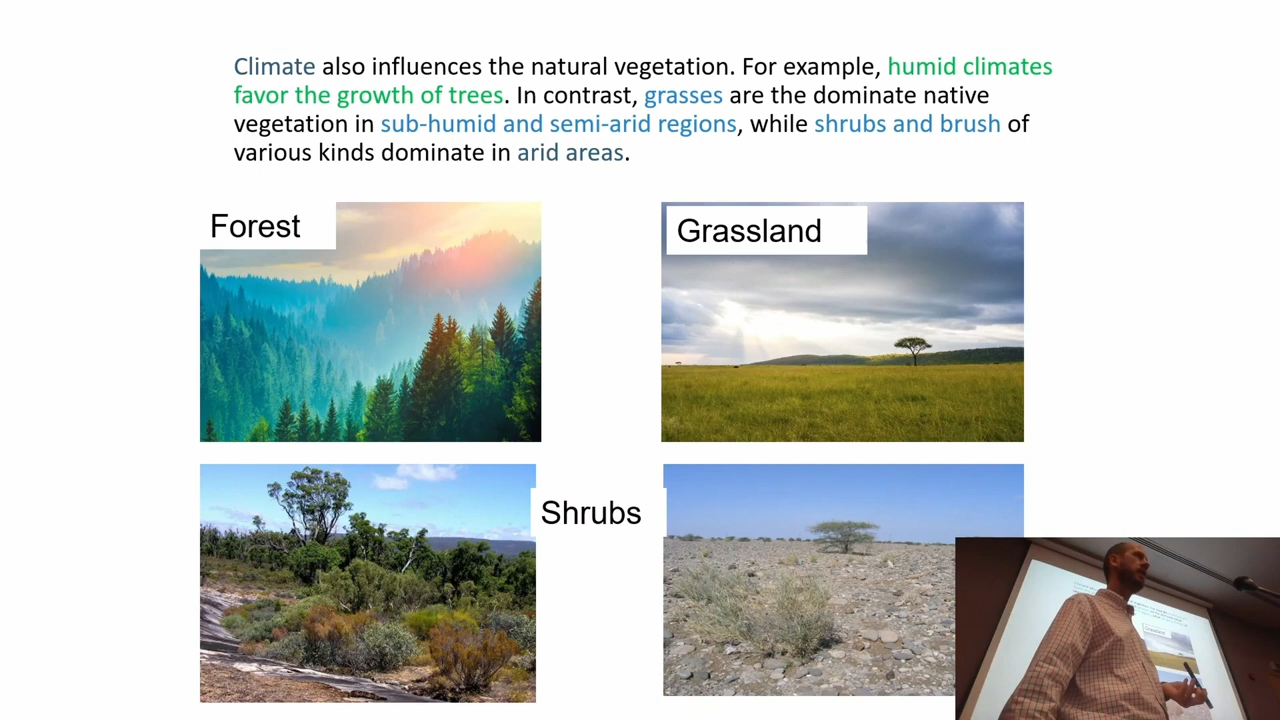 Climate also influences the natural vegetation. For example, humid climates
favor the growth of trees. In contrast, grasses are the dominate native
vegetation in sub-humid and semi-arid regions, while shrubs and brush of
various kinds dominate in arid areas.
Forest
Grassland
Shrubs